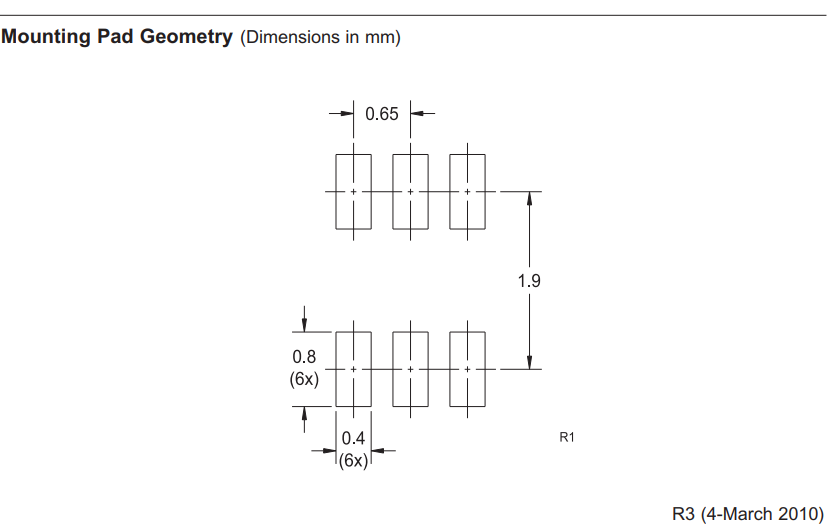 Mounting Pad Geometry (Dimensions in mm)
0.65
1.9
0.8
(6x)
0.4
(6x)
R1
R3 (4-March 2010)